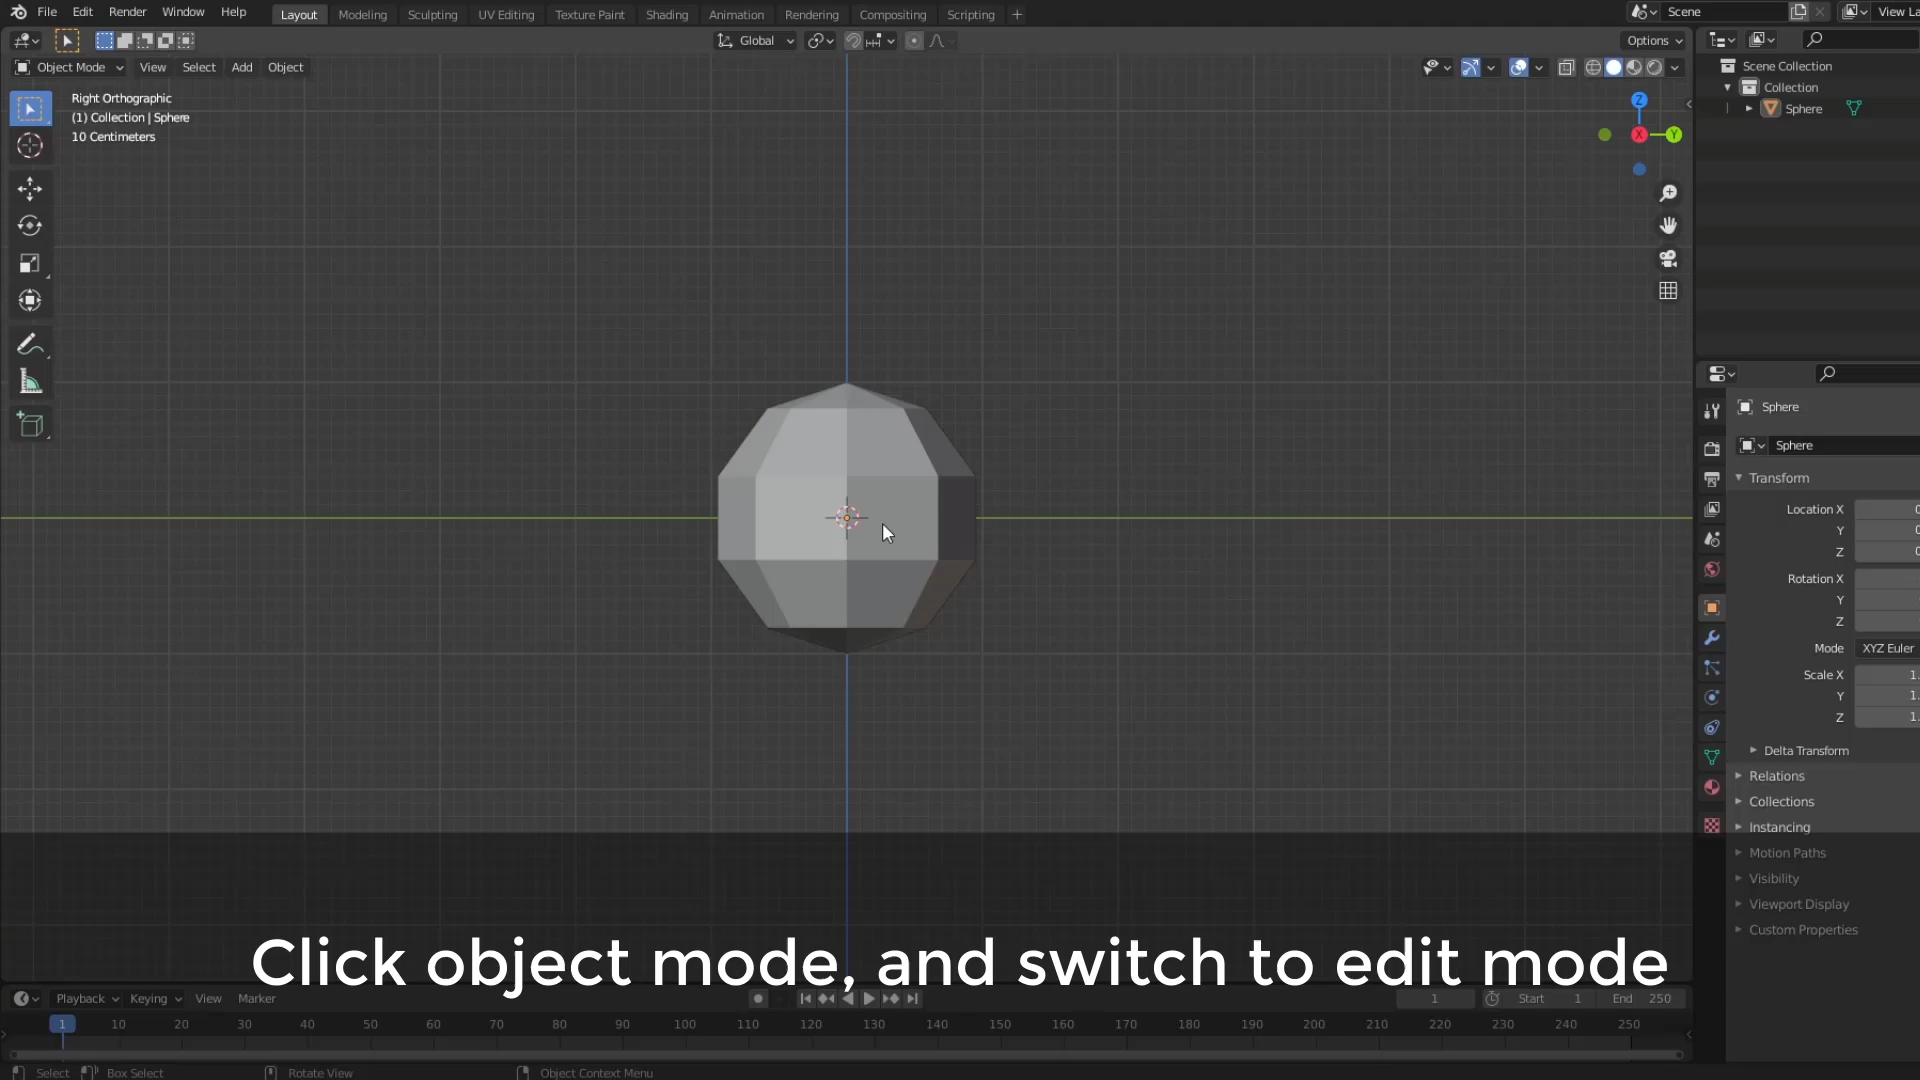 File Edit Render Window Help Layout Modeling Sculpting UV Editing Texture Paint Shading Animation Rendering Compositing Scripting + Scene
Global Options
Object Mode View Select Add Object
Right Orthographic
(1) Collection | Sphere
10 Centimeters
Z
X Y
Scene Collection
Collection
Sphere
Sphere
Sphere
Transform
Location X
Y
Z
Rotation X
Y
Z
Mode XYZ Euler
Scale X 1.
Y 1.
Z 1.
Delta Transform
Relations
Collections
Instancing
Motion Paths
Visibility
Viewport Display
Custom Properties
Click object mode, and switch to edit mode
Playback Keying View Marker 1 Start 1 End 250
1 10 20 30 40 50 60 70 80 90 100 110 120 130 140 150 160 170 180 190 200 210 220 230 240 250
Select Box Select Rotate View Object Context Menu